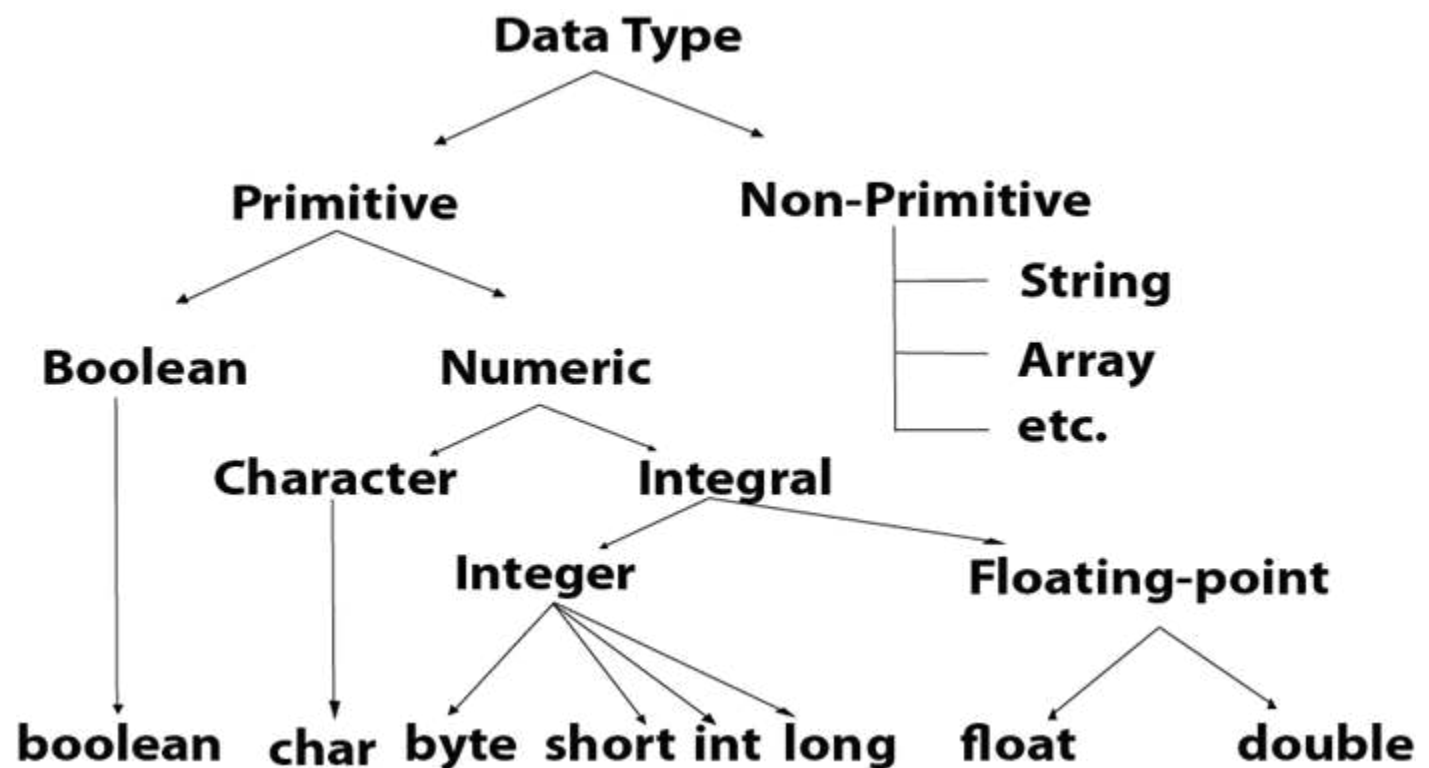 Data Type
Primitive
Non-Primitive
String
Array
etc.
Boolean
Numeric
Character
Integral
Integer
Floating-point
boolean
char
byte
short
int
long
float
double